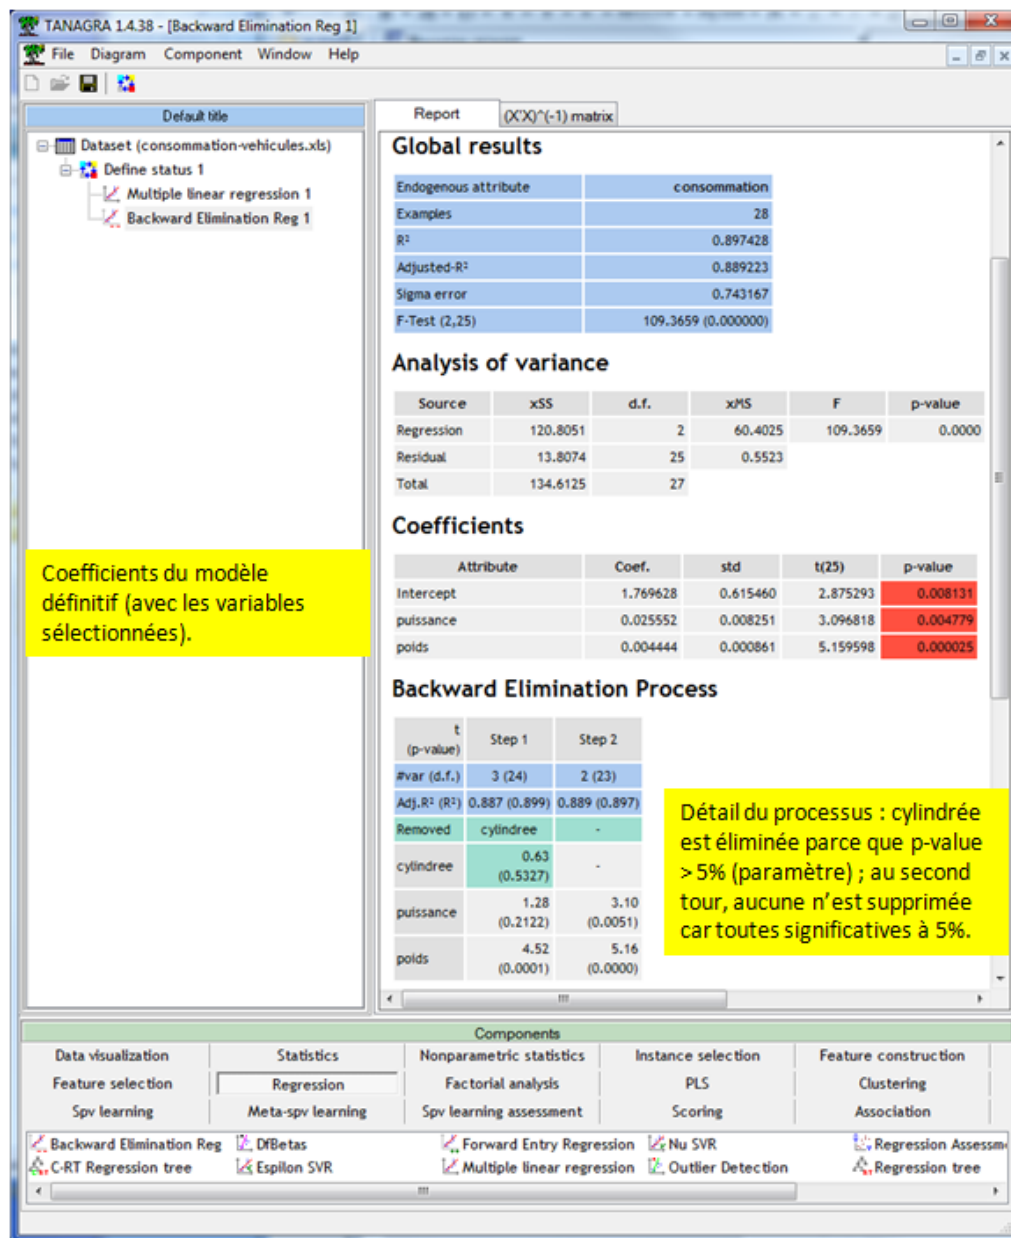 TANAGRA 1.4.38 - [Backward Elimination Reg 1]
File Diagram Component Window Help
Default title
Dataset (consommation-vehicules.xls)
Define status 1
Multiple linear regression 1
Backward Elimination Reg 1
Report (X'X)^(-1) matrix
Global results
Endogenous attribute consommation
Examples 28
R² 0.897428
Adjusted-R² 0.889223
Sigma error 0.743167
F-Test (2,25) 109.3659 (0.000000)
Analysis of variance
Source xSS d.f. xMS F p-value
Regression 120.8051 2 60.4025 109.3659 0.0000
Residual 13.8074 25 0.5523
Total 134.6125 27
Coefficients
Attribute Coef. std t(25) p-value
Intercept 1.769628 0.615460 2.875293 0.008131
puissance 0.025552 0.008251 3.096818 0.004779
poids 0.004444 0.000861 5.159598 0.000025
Coefficients du modèle
définitif (avec les variables
sélectionnées).
Backward Elimination Process
t
(p-value) Step 1 Step 2
#var (d.f.) 3 (24) 2 (23)
Adj.R² (R²) 0.887 (0.899) 0.889 (0.897)
Removed cylindree -
cylindree 0.63
(0.5327) -
puissance 1.28 3.10
(0.2122) (0.0051)
poids 4.52 5.16
(0.0001) (0.0000)
Détail du processus : cylindrée
est éliminée parce que p-value
> 5% (paramètre) ; au second
tour, aucune n'est supprimée
car toutes significatives à 5%.
Components
Data visualization Statistics Nonparametric statistics Instance selection Feature construction
Feature selection Regression Factorial analysis PLS Clustering
Spv learning Meta-spv learning Spv learning assessment Scoring Association
Backward Elimination Reg DfBetas Forward Entry Regression Nu SVR Regression Assessm
C-RT Regression tree Espilon SVR Multiple linear regression Outlier Detection Regression tree